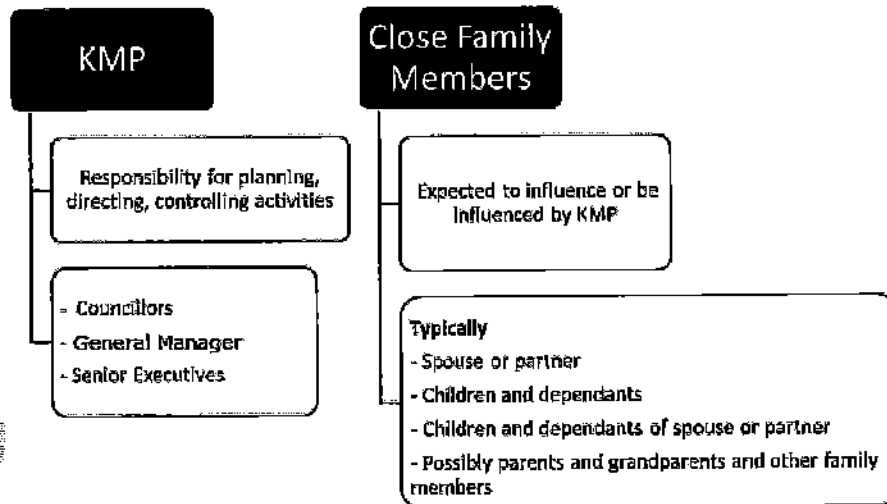 KMP
Responsibility for planning,
directing, controlling activities
- Councillors
- General Manager
- Senior Executives
Close Family
Members
Expected to influence or be
influenced by KMP
Typically
- Spouse or partner
- Children and dependants
- Children and dependants of spouse or partner
- Possibly parents and grandparents and other family
members